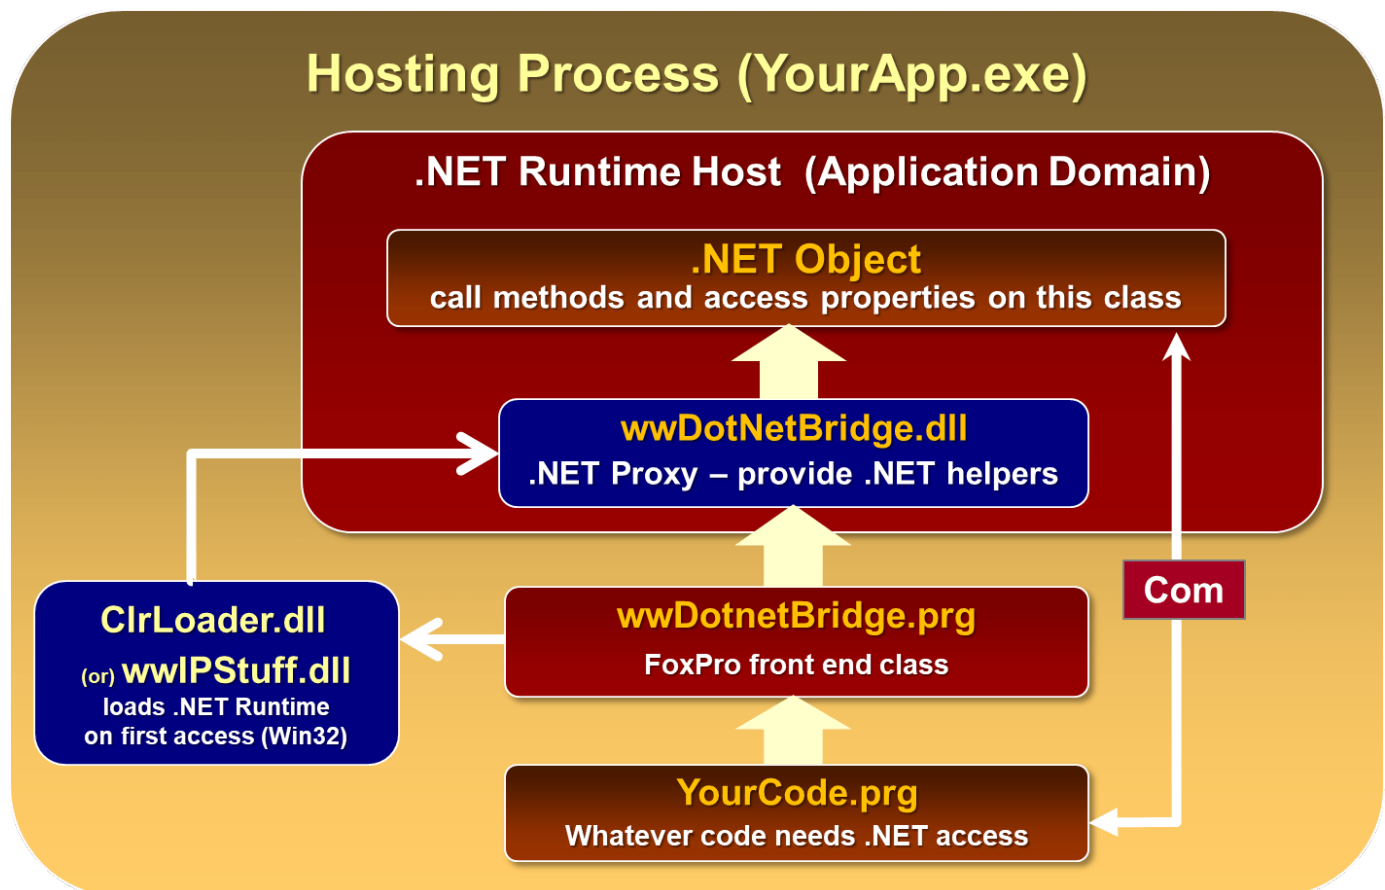 Hosting Process (YourApp.exe)
.NET Runtime Host (Application Domain)
.NET Object
call methods and access properties on this class
wwDotNetBridge.dll
.NET Proxy – provide .NET helpers
ClrLoader.dll
(or) wwIPStuff.dll
loads .NET Runtime
on first access (Win32)
wwDotnetBridge.prg
FoxPro front end class
Com
YourCode.prg
Whatever code needs .NET access